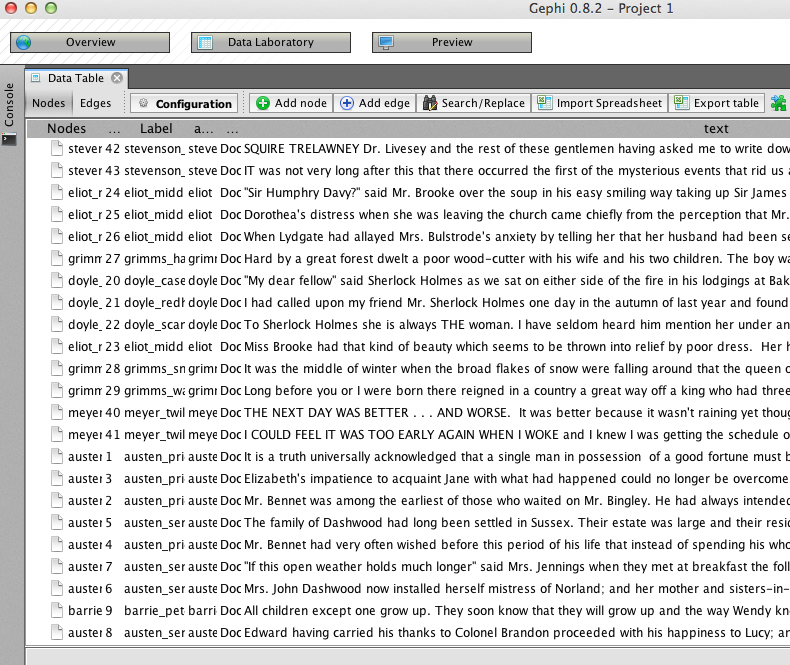 Gephi 0.8.2 – Project 1
Overview Data Laboratory Preview
Console
Data Table
Nodes Edges Configuration Add node Add edge Search/Replace Import Spreadsheet Export table
Nodes ... Label a... ... text
stever 42 stevenson_ steve Doc SQUIRE TRELAWNEY Dr. Livesey and the rest of these gentlemen having asked me to write dow
stever 43 stevenson_ steve Doc IT was not very long after this that there occurred the first of the mysterious events that rid us
eliot_r 24 eliot_midd eliot Doc "Sir Humphry Davy?" said Mr. Brooke over the soup in his easy smiling way taking up Sir James
eliot_r 25 eliot_midd eliot Doc Dorothea's distress when she was leaving the church came chiefly from the perception that Mr.
eliot_r 26 eliot_midd eliot Doc When Lydgate had allayed Mrs. Bulstrode's anxiety by telling her that her husband had been se
grimr 27 grimms_ha grimr Doc Hard by a great forest dwelt a poor wood-cutter with his wife and his two children. The boy wa
doyle_ 20 doyle_case doyle Doc "My dear fellow" said Sherlock Holmes as we sat on either side of the fire in his lodgings at Bak
doyle_ 21 doyle_redl doyle Doc I had called upon my friend Mr. Sherlock Holmes one day in the autumn of last year and found
doyle_ 22 doyle_scar doyle Doc To Sherlock Holmes she is always THE woman. I have seldom heard him mention her under an
eliot_r 23 eliot_midd eliot Doc Miss Brooke had that kind of beauty which seems to be thrown into relief by poor dress.  Her h
grimr 28 grimms_sn grimr Doc It was the middle of winter when the broad flakes of snow were falling around that the queen o
grimr 29 grimms_wa grimr Doc Long before you or I were born there reigned in a country a great way off a king who had three
meyer 40 meyer_twil meye Doc THE NEXT DAY WAS BETTER . . . AND WORSE.  It was better because it wasn't raining yet thoug
meyer 41 meyer_twil meye Doc I COULD FEEL IT WAS TOO EARLY AGAIN WHEN I WOKE and I knew I was getting the schedule o
auster 1 austen_pri auste Doc It is a truth universally acknowledged that a single man in possession  of a good fortune must b
auster 3 austen_pri auste Doc Elizabeth's impatience to acquaint Jane with what had happened could no longer be overcome
auster 2 austen_pri auste Doc Mr. Bennet was among the earliest of those who waited on Mr. Bingley. He had always intended
auster 5 austen_ser auste Doc The family of Dashwood had long been settled in Sussex. Their estate was large and their resid
auster 4 austen_pri auste Doc Mr. Bennet had very often wished before this period of his life that instead of spending his who
auster 7 austen_ser auste Doc "If this open weather holds much longer" said Mrs. Jennings when they met at breakfast the foll
auster 6 austen_ser auste Doc Mrs. John Dashwood now installed herself mistress of Norland; and her mother and sisters-in-
barrie 9 barrie_pet barri Doc All children except one grow up. They soon know that they will grow up and the way Wendy kn
auster 8 austen_ser auste Doc Edward having carried his thanks to Colonel Brandon proceeded with his happiness to Lucy; an